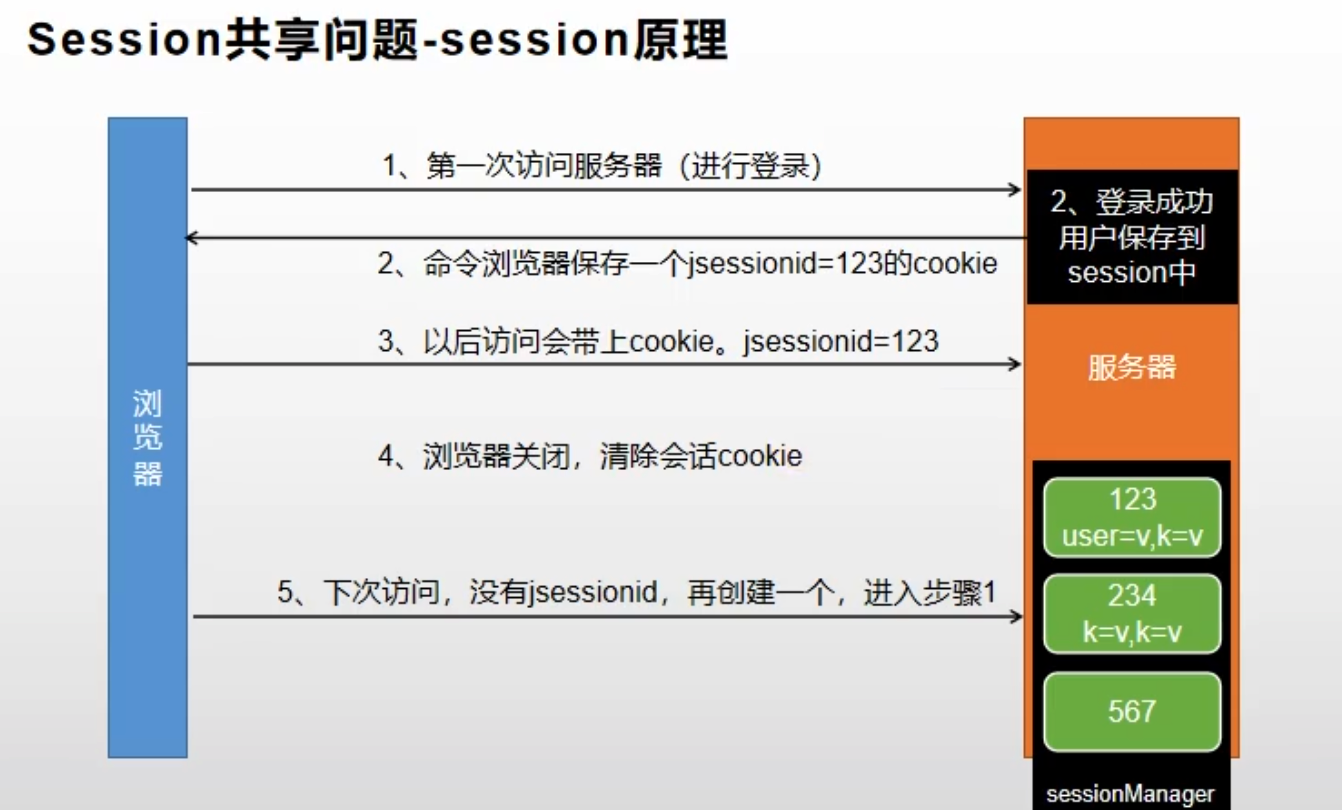 Session共享问题-session原理
1、第一次访问服务器（进行登录）
2、登录成功
用户保存到
session中
2、命令浏览器保存一个jsessionid=123的cookie
3、以后访问会带上cookie。jsessionid=123
服务器
浏
览
器
4、浏览器关闭，清除会话cookie
123
user=v,k=v
5、下次访问，没有jsessionid，再创建一个，进入步骤1
234
k=v,k=v
567
sessionManager